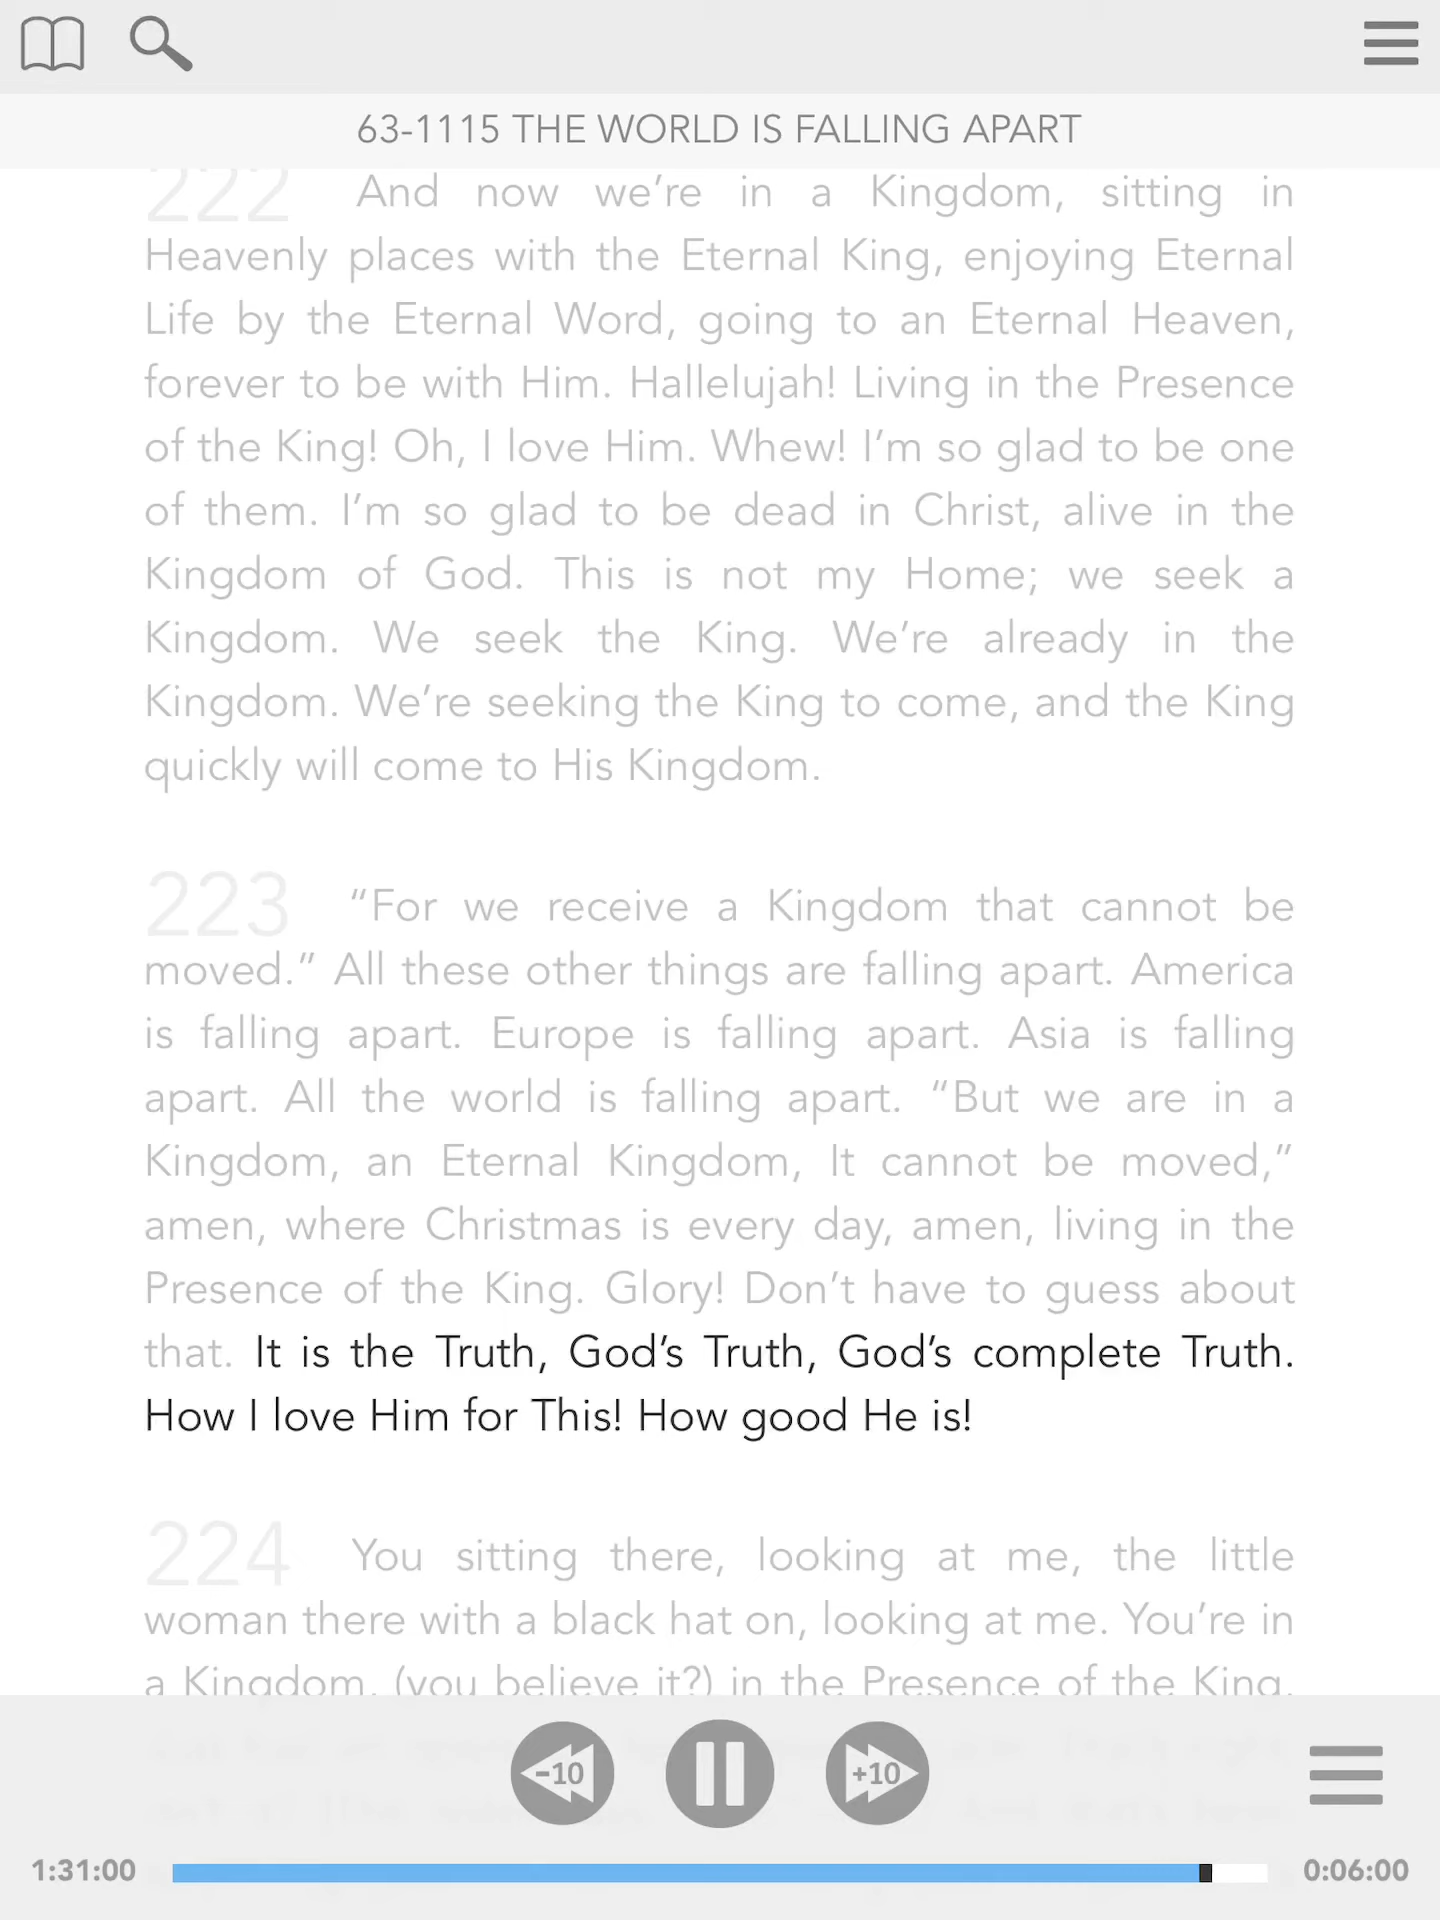 63-1115 THE WORLD IS FALLING APART
222 And now we’re in a Kingdom, sitting in
Heavenly places with the Eternal King, enjoying Eternal
Life by the Eternal Word, going to an Eternal Heaven,
forever to be with Him. Hallelujah! Living in the Presence
of the King! Oh, I love Him. Whew! I’m so glad to be one
of them. I’m so glad to be dead in Christ, alive in the
Kingdom of God. This is not my Home; we seek a
Kingdom. We seek the King. We’re already in the
Kingdom. We’re seeking the King to come, and the King
quickly will come to His Kingdom.
223 “For we receive a Kingdom that cannot be
moved.” All these other things are falling apart. America
is falling apart. Europe is falling apart. Asia is falling
apart. All the world is falling apart. “But we are in a
Kingdom, an Eternal Kingdom, It cannot be moved,”
amen, where Christmas is every day, amen, living in the
Presence of the King. Glory! Don’t have to guess about
that. It is the Truth, God’s Truth, God’s complete Truth.
How I love Him for This! How good He is!
224 You sitting there, looking at me, the little
woman there with a black hat on, looking at me. You’re in
a Kingdom, (you believe it?) in the Presence of the King.
-10 +10
1:31:00 0:06:00